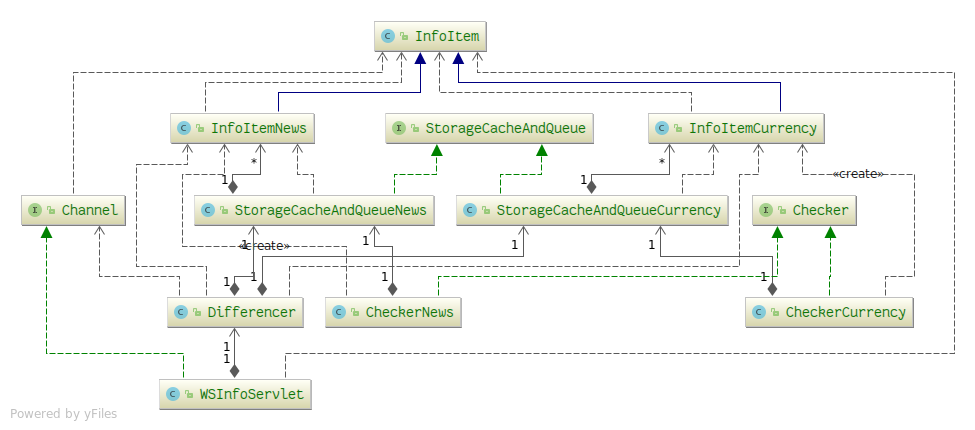 C InfoItem
C InfoItemNews
I StorageCacheAndQueue
C InfoItemCurrency
* 
*
1
1
«create»
I Channel
C StorageCacheAndQueueNews
C StorageCacheAndQueueCurrency
I Checker
1
«create»
1
1
1
1
1
1
1
C Differencer
C CheckerNews
C CheckerCurrency
1
1
C WSInfoServlet
Powered by yFiles